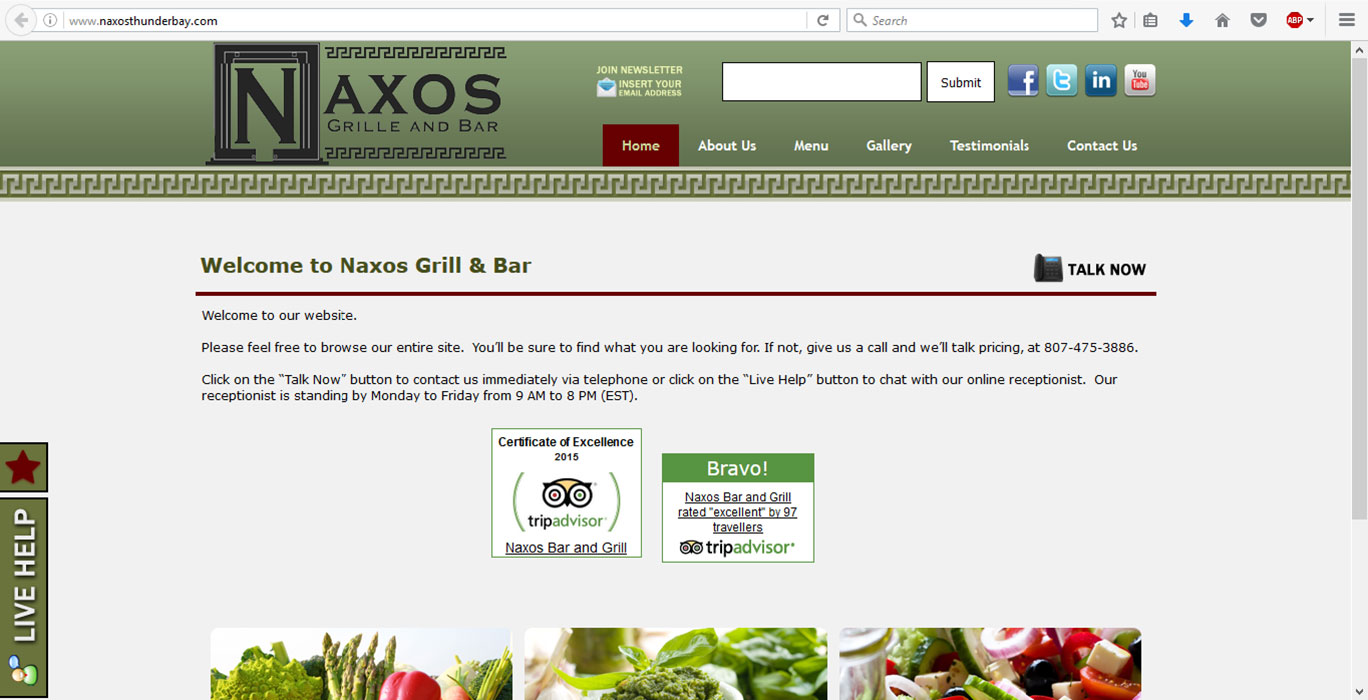 www.naxosthunderbay.com
Search
ABP
NAXOS
GRILLE AND BAR
JOIN NEWSLETTER
INSERT YOUR
EMAIL ADDRESS
Submit
f
t
in
You
Tube
Home
About Us
Menu
Gallery
Testimonials
Contact Us
Welcome to Naxos Grill & Bar
TALK NOW
Welcome to our website.
Please feel free to browse our entire site.  You'll be sure to find what you are looking for. If not, give us a call and we'll talk pricing, at 807-475-3886.
Click on the "Talk Now" button to contact us immediately via telephone or click on the "Live Help" button to chat with our online receptionist.  Our
receptionist is standing by Monday to Friday from 9 AM to 8 PM (EST).
Certificate of Excellence
2015
tripadvisor
Naxos Bar and Grill
Bravo!
Naxos Bar and Grill
rated "excellent" by 97
travellers
tripadvisor
LIVE HELP